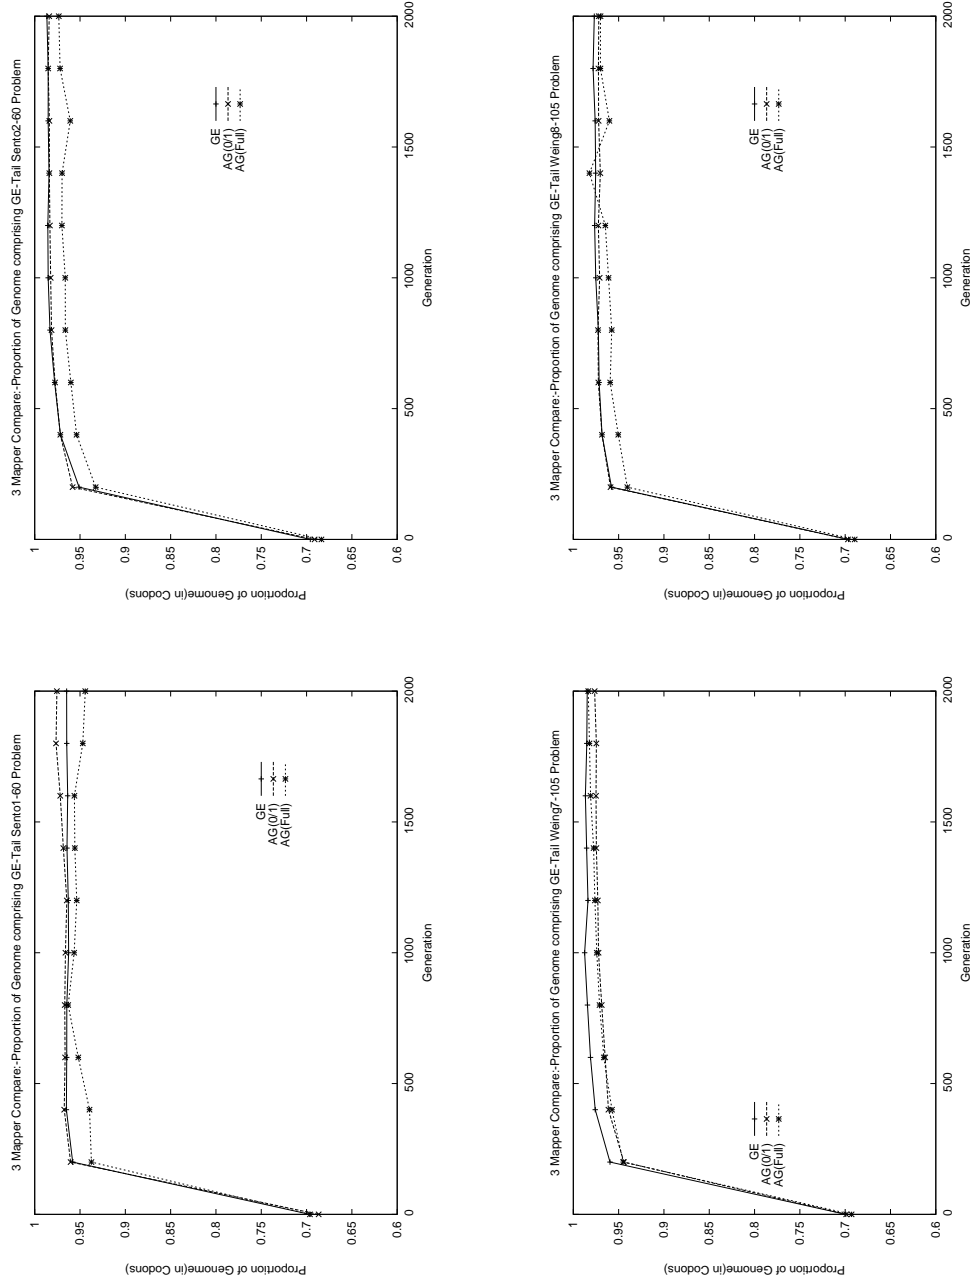 3 Mapper Compare:-Proportion of Genome comprising GE-Tail Sento1-60 Problem
1
0.95
0.9
0.85
0.8
0.75
0.7
0.65
0.6
Proportion of Genome(in Codons)
GE
AG(0/1)
AG(Full)
0
500
1000
1500
2000
Generation
3 Mapper Compare:-Proportion of Genome comprising GE-Tail Sento2-60 Problem
1
0.95
0.9
0.85
0.8
0.75
0.7
0.65
0.6
Proportion of Genome(in Codons)
GE
AG(0/1)
AG(Full)
0
500
1000
1500
2000
Generation
3 Mapper Compare:-Proportion of Genome comprising GE-Tail Weing7-105 Problem
1
0.95
0.9
0.85
0.8
0.75
0.7
0.65
0.6
Proportion of Genome(in Codons)
GE
AG(0/1)
AG(Full)
0
500
1000
1500
2000
Generation
3 Mapper Compare:-Proportion of Genome comprising GE-Tail Weing8-105 Problem
1
0.95
0.9
0.85
0.8
0.75
0.7
0.65
0.6
Proportion of Genome(in Codons)
GE
AG(0/1)
AG(Full)
0
500
1000
1500
2000
Generation